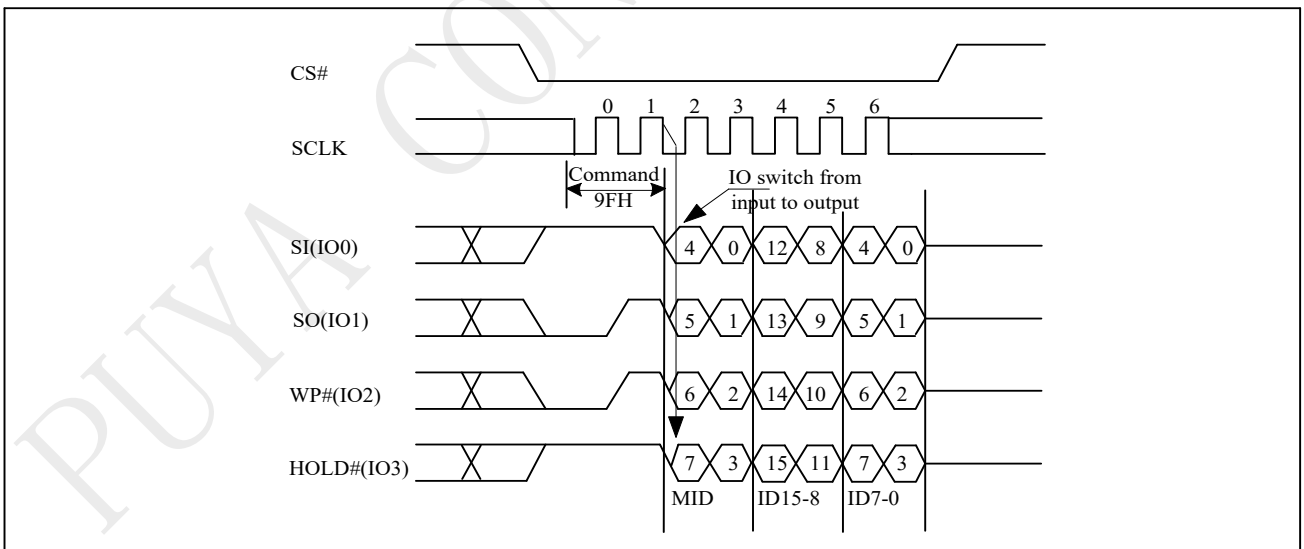 PUYA CON
CS#
0 1 2 3 4 5 6
SCLK
Command
9FH
IO switch from
input to output
SI(IO0)
4 0 12 8 4 0
SO(IO1)
5 1 13 9 5 1
WP#(IO2)
6 2 14 10 6 2
HOLD#(IO3)
7 3 15 11 7 3
MID ID15-8 ID7-0